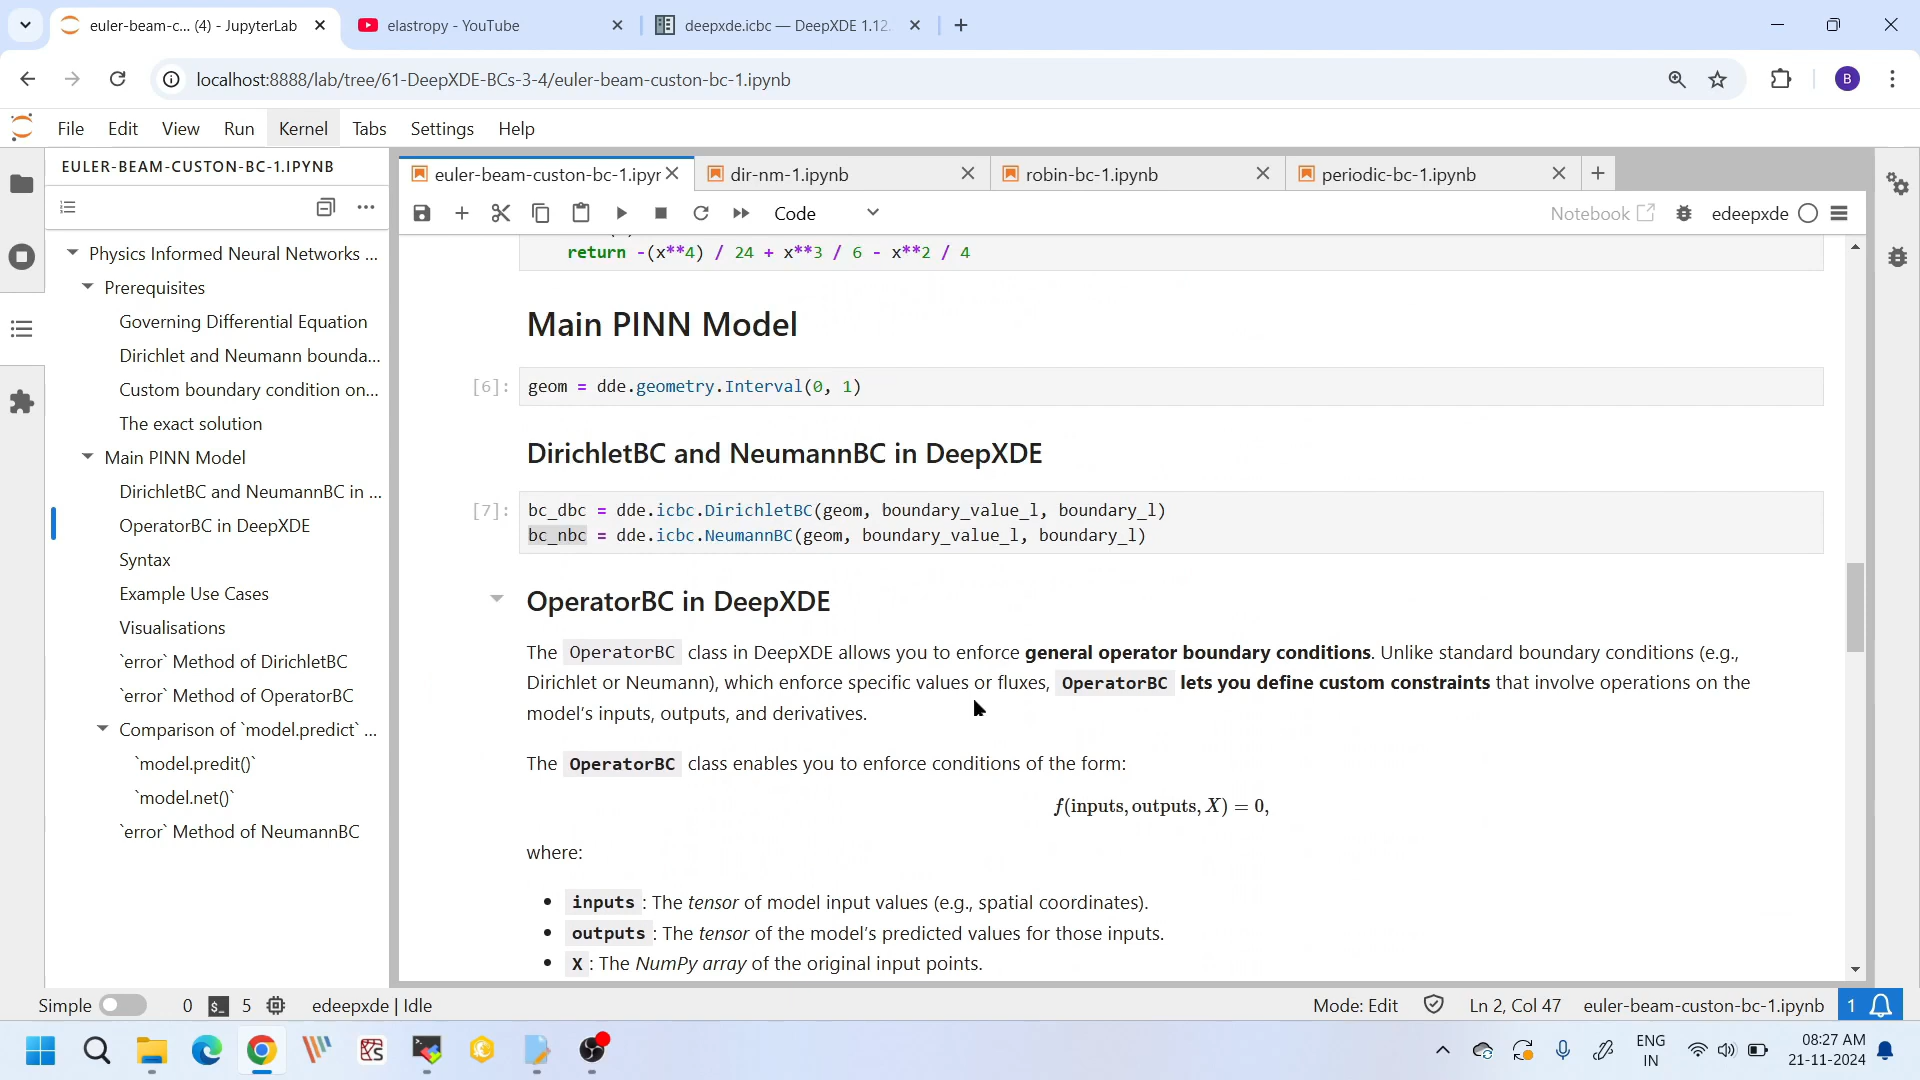 euler-beam-c... (4) - JupyterLab
elastropy - YouTube
deepxde.icbc — DeepXDE 1.12.
localhost:8888/lab/tree/61-DeepXDE-BCs-3-4/euler-beam-custon-bc-1.ipynb
B
File Edit View Run Kernel Tabs Settings Help
EULER-BEAM-CUSTON-BC-1.IPYNB
Physics Informed Neural Networks ...
Prerequisites
Governing Differential Equation
Dirichlet and Neumann bounda...
Custom boundary condition on...
The exact solution
Main PINN Model
DirichletBC and NeumannBC in ...
OperatorBC in DeepXDE
Syntax
Example Use Cases
Visualisations
`error` Method of DirichletBC
`error` Method of OperatorBC
Comparison of `model.predict` ...
`model.predit()`
`model.net()`
`error` Method of NeumannBC
euler-beam-custon-bc-1.ipyr
dir-nm-1.ipynb
robin-bc-1.ipynb
periodic-bc-1.ipynb
Code
Notebook
edeepxde
return -(x**4) / 24 + x**3 / 6 - x**2 / 4
Main PINN Model
[6]: geom = dde.geometry.Interval(0, 1)
DirichletBC and NeumannBC in DeepXDE
[7]: bc_dbc = dde.icbc.DirichletBC(geom, boundary_value_l, boundary_l)
bc_nbc = dde.icbc.NeumannBC(geom, boundary_value_l, boundary_l)
OperatorBC in DeepXDE
The OperatorBC class in DeepXDE allows you to enforce general operator boundary conditions. Unlike standard boundary conditions (e.g.,
Dirichlet or Neumann), which enforce specific values or fluxes, OperatorBC lets you define custom constraints that involve operations on the
model's inputs, outputs, and derivatives.
The OperatorBC class enables you to enforce conditions of the form:
f(inputs, outputs, X) = 0,
where:
• inputs : The tensor of model input values (e.g., spatial coordinates).
• outputs : The tensor of the model's predicted values for those inputs.
• X : The NumPy array of the original input points.
Simple 0 5 edeepxde | Idle
Mode: Edit Ln 2, Col 47 euler-beam-custon-bc-1.ipynb 1
ENG
IN
08:27 AM
21-11-2024